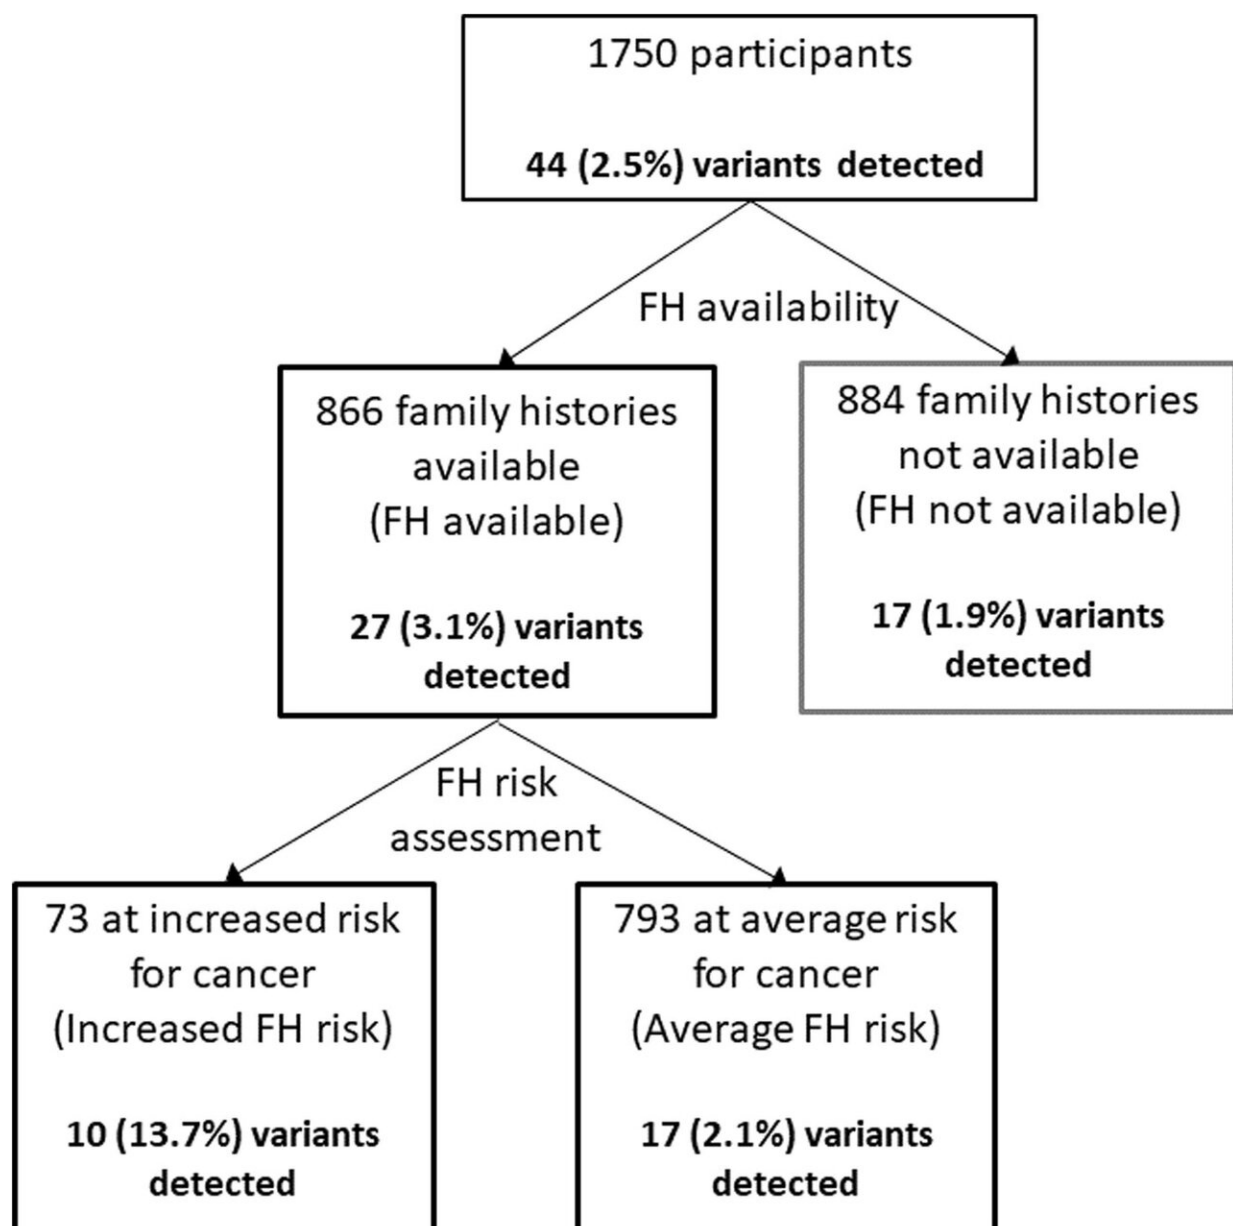 1750 participants
44 (2.5%) variants detected
FH availability
866 family histories
available
(FH available)
27 (3.1%) variants
detected
884 family histories
not available
(FH not available)
17 (1.9%) variants
detected
FH risk
assessment
73 at increased risk
for cancer
(Increased FH risk)
10 (13.7%) variants
detected
793 at average risk
for cancer
(Average FH risk)
17 (2.1%) variants
detected